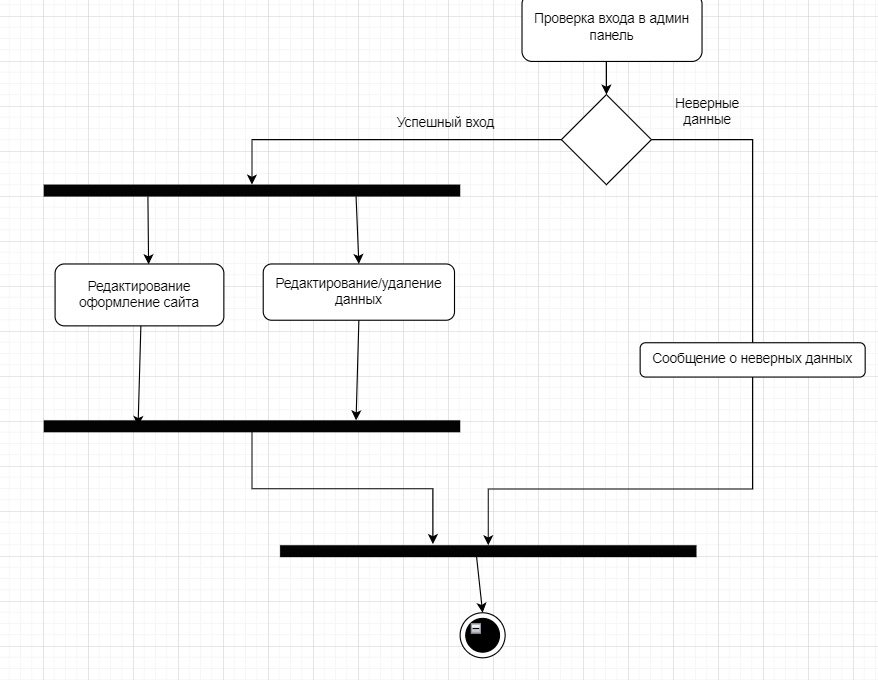 Проверка входа в админ
панель
Неверные
данные
Успешный вход
Редактирование
оформление сайта
Редактирование/удаление
данных
Сообщение о неверных данных